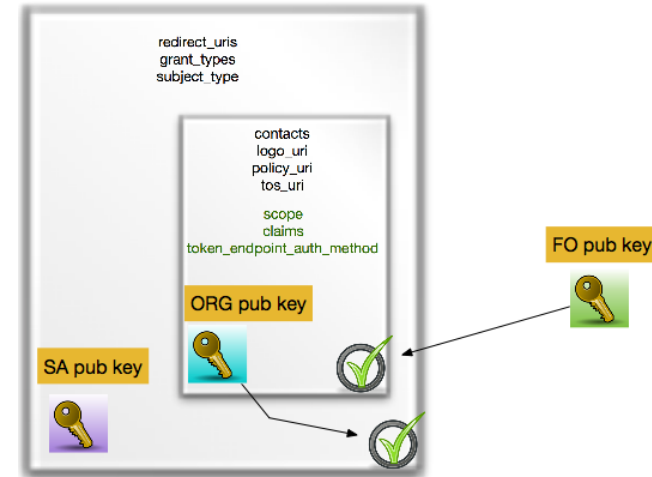 redirect_uris
grant_types
subject_type
contacts
logo_uri
policy_uri
tos_uri
scope
claims
token_endpoint_auth_method
FO pub key
ORG pub key
SA pub key